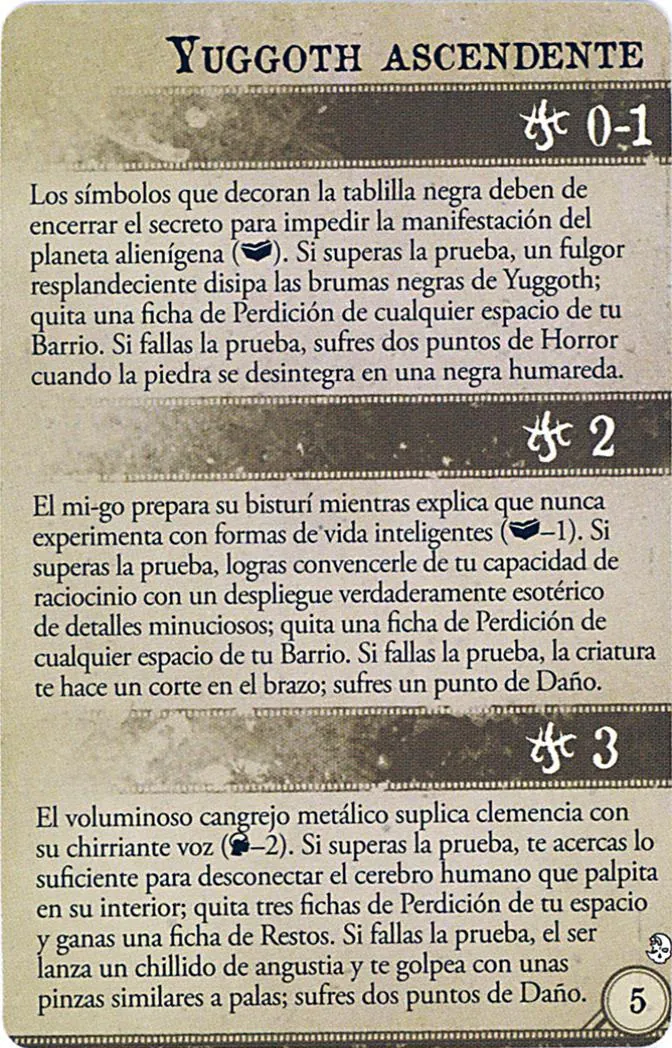 Yuggoth ascendente
0-1
Los símbolos que decoran la tablilla negra deben de
encerrar el secreto para impedir la manifestación del
planeta alienígena (). Si superas la prueba, un fulgor
resplandeciente disipa las brumas negras de Yuggoth;
quita una ficha de Perdición de cualquier espacio de tu
Barrio. Si fallas la prueba, sufres dos puntos de Horror
cuando la piedra se desintegra en una negra humareda.
2
El mi-go prepara su bisturí mientras explica que nunca
experimenta con formas de vida inteligentes (–1). Si
superas la prueba, logras convencerle de tu capacidad de
raciocinio con un despliegue verdaderamente esotérico
de detalles minuciosos; quita una ficha de Perdición de
cualquier espacio de tu Barrio. Si fallas la prueba, la criatura
te hace un corte en el brazo; sufres un punto de Daño.
3
El voluminoso cangrejo metálico suplica clemencia con
su chirriante voz (–2). Si superas la prueba, te acercas lo
suficiente para desconectar el cerebro humano que palpita
en su interior; quita tres fichas de Perdición de tu espacio
y ganas una ficha de Restos. Si fallas la prueba, el ser
lanza un chillido de angustia y te golpea con unas
pinzas similares a palas; sufres dos puntos de Daño.
5